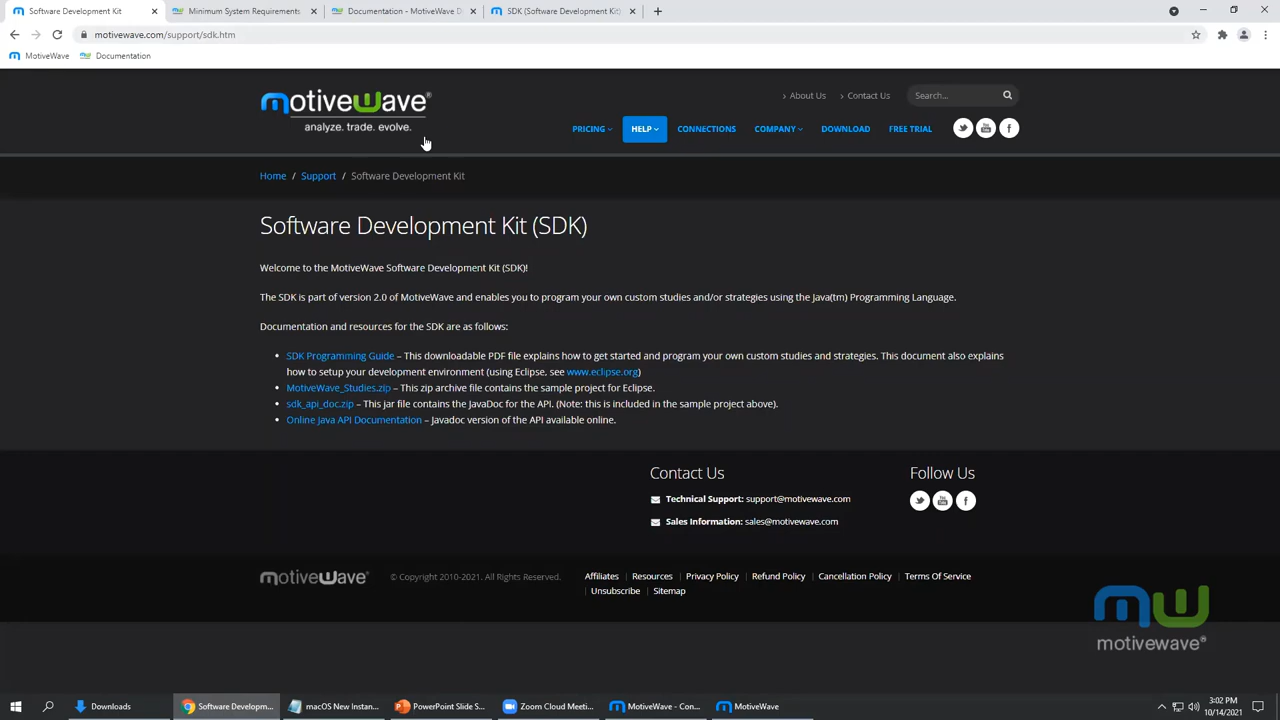 Software Development Kit
Minimum System Requirements
Documentation - MotiveWave D
SDK (Software Development Kit)
motivewave.com/support/sdk.htm
MotiveWave Documentation
motivewave®
analyze. trade. evolve.
About Us Contact Us Search...
PRICING HELP CONNECTIONS COMPANY DOWNLOAD FREE TRIAL
Home / Support / Software Development Kit
Software Development Kit (SDK)
Welcome to the MotiveWave Software Development Kit (SDK)!
The SDK is part of version 2.0 of MotiveWave and enables you to program your own custom studies and/or strategies using the Java(tm) Programming Language.
Documentation and resources for the SDK are as follows:
• SDK Programming Guide – This downloadable PDF file explains how to get started and program your own custom studies and strategies. This document also explains
how to setup your development environment (using Eclipse, see www.eclipse.org)
• MotiveWave_Studies.zip – This zip archive file contains the sample project for Eclipse.
• sdk_api_doc.zip – This jar file contains the JavaDoc for the API. (Note: this is included in the sample project above).
• Online Java API Documentation – Javadoc version of the API available online.
Contact Us
Technical Support: support@motivewave.com
Sales Information: sales@motivewave.com
Follow Us
motivewave® © Copyright 2010-2021. All Rights Reserved.
Affiliates | Resources | Privacy Policy | Refund Policy | Cancellation Policy | Terms Of Service
| Unsubscribe | Sitemap
mw
motivewave®
Downloads
Software Developm...
macOS New Instan...
PowerPoint Slide S...
Zoom Cloud Meeti...
MotiveWave - Con...
MotiveWave
3:02 PM
10/14/2021